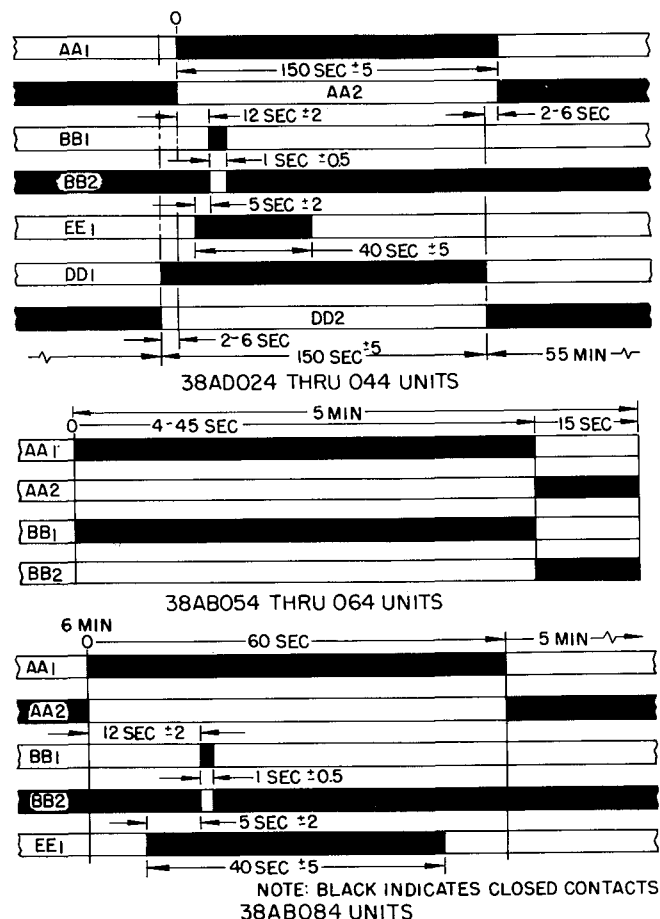 0
AA1
150 SEC ±5
AA2
12 SEC ±2
2-6 SEC
BB1
1 SEC ±0.5
BB2
5 SEC ±2
EE1
40 SEC ±5
DD1
DD2
2-6 SEC
150 SEC ±5
55 MIN
38AD024 THRU 044 UNITS
5 MIN
0
4-45 SEC
15 SEC
AA1
AA2
BB1
BB2
38AB054 THRU 064 UNITS
6 MIN
0
60 SEC
5 MIN
AA1
AA2
12 SEC ±2
BB1
1 SEC ±0.5
BB2
5 SEC ±2
EE1
40 SEC ±5
NOTE: BLACK INDICATES CLOSED CONTACTS
38AB084 UNITS